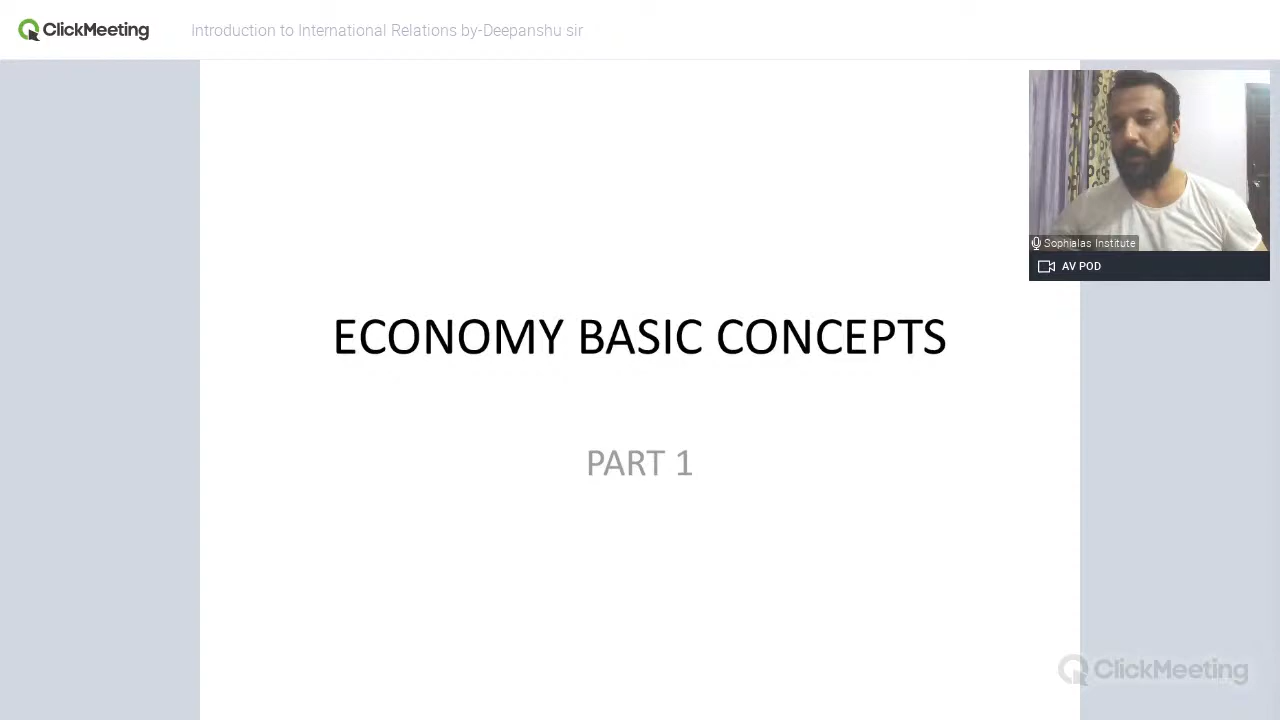 ClickMeeting
Introduction to International Relations by-Deepanshu sir
Sophialas Institute
AV POD
ECONOMY BASIC CONCEPTS
PART 1
ClickMeeting